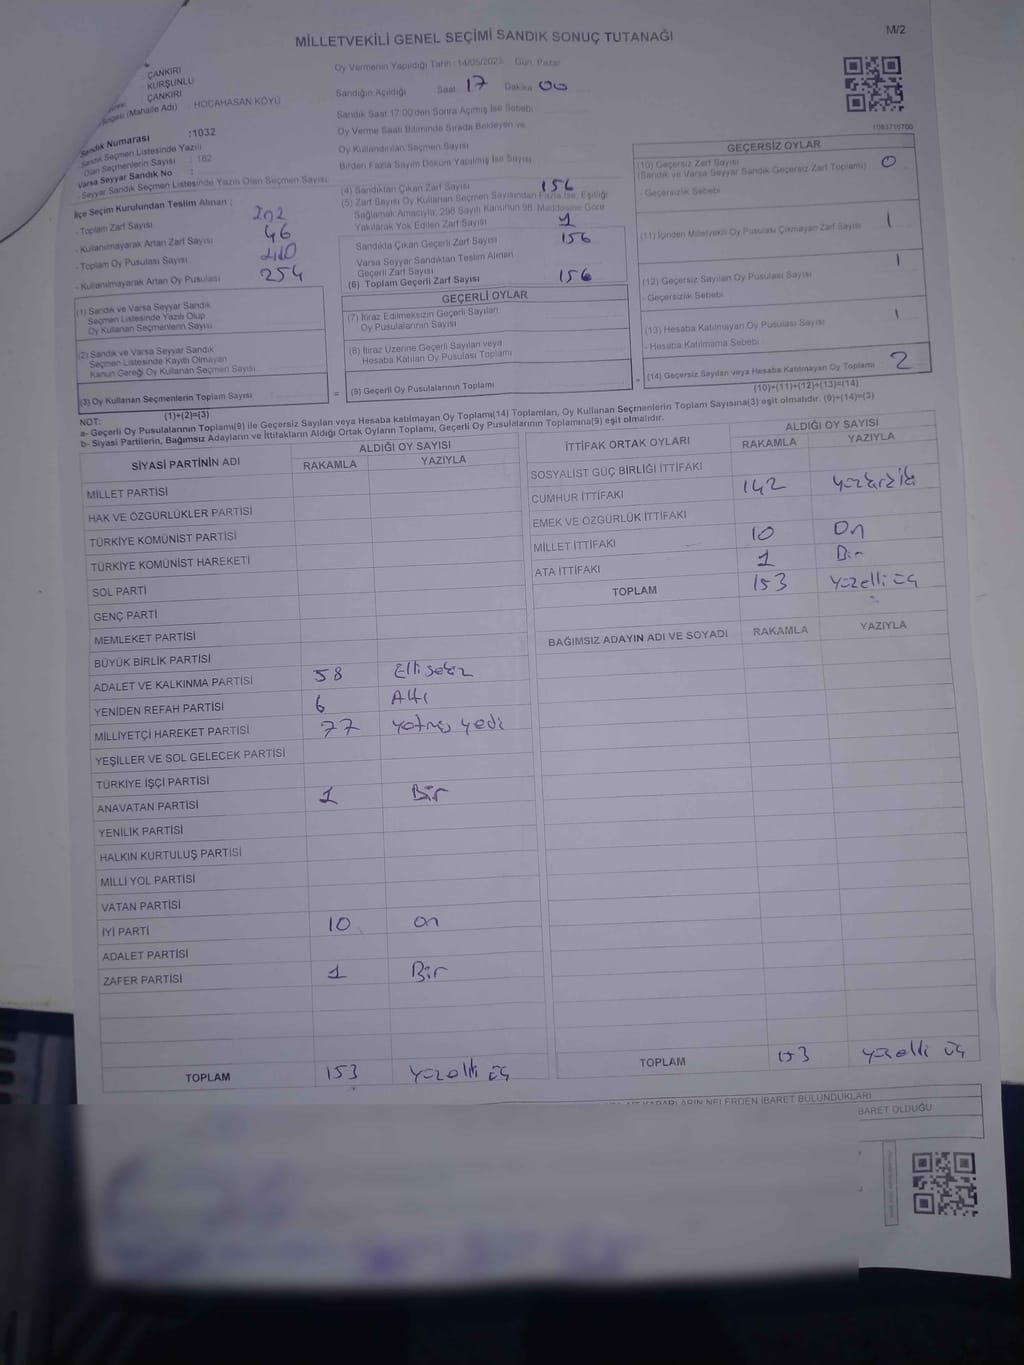 MİLLETVEKİLİ GENEL SEÇİMİ SANDIK SONUÇ TUTANAĞI
M/2
ÇANKIRI
KURŞUNLU
ÇANKIRI
(Mahalle Adı) : HOCAHASAN KÖYÜ
Sandık Numarası :1032
Sandık Seçmen Listesinde Yazılı
Olan Seçmenlerin Sayısı : 162
Varsa Seyyar Sandık No :
Seyyar Sandık Seçmen Listesinde Yazılı Olan Seçmen Sayısı:
Oy Vermenin Yapıldığı Tarih :14/05/2023 Gün: Pazar
Sandığın Açıldığı Saat: 17 Dakika: 00
Sandık Saat 17:00'den Sonra Açılmış İse Sebebi:
Oy Verme Saati Bitiminde Sırada Bekleyen ve
Oy Kullandırılan Seçmen Sayısı
Birden Fazla Sayım Döküm Yapılmış İse Sayısı
1083716700
İlçe Seçim Kurulundan Teslim Alınan ;
- Toplam Zarf Sayısı 202
- Kullanılmayarak Artan Zarf Sayısı 46
- Toplam Oy Pusulası Sayısı
- Kullanılmayarak Artan Oy Pusulası 254
(4) Sandıktan Çıkan Zarf Sayısı 156
(5) Zarf Sayısı Oy Kullanan Seçmen Sayısından Fazla İse, Eşitliği
Sağlamak Amacıyla, 298 Sayılı Kanunun 98. Maddesine Göre
Yakılarak Yok Edilen Zarf Sayısı 1
Sandıkta Çıkan Geçerli Zarf Sayısı 156
Varsa Seyyar Sandıktan Teslim Alınan
Geçerli Zarf Sayısı
(6) Toplam Geçerli Zarf Sayısı 156
GEÇERSİZ OYLAR
(10) Geçersiz Zarf Sayısı
(Sandık ve Varsa Seyyar Sandık Geçersiz Zarf Toplamı) 0
- Geçersizlik Sebebi
(11) İçinden Milletvekili Oy Pusulası Çıkmayan Zarf Sayısı 1
(12) Geçersiz Sayılan Oy Pusulası Sayısı 1
- Geçersizlik Sebebi:
(13) Hesaba Katılmayan Oy Pusulası Sayısı 1
- Hesaba Katılmama Sebebi
(14) Geçersiz Sayılan veya Hesaba Katılmayan Oy Toplamı 2
(10)+(11)+(12)+(13)=(14)
(1) Sandık ve Varsa Seyyar Sandık
Seçmen Listesinde Yazılı Olup
Oy Kullanan Seçmenlerin Sayısı
(2) Sandık ve Varsa Seyyar Sandık
Seçmen Listesinde Kayıtlı Olmayan
Kanun Gereği Oy Kullanan Seçmen Sayısı
(3) Oy Kullanan Seçmenlerin Toplam Sayısı
(1)+(2)=(3)
GEÇERLİ OYLAR
(7) İtiraz Edilmeksizin Geçerli Sayılan
Oy Pusulalarının Sayısı
(8) İtiraz Üzerine Geçerli Sayılan veya
Hesaba Katılan Oy Pusulası Toplamı
(9) Geçerli Oy Pusulalarının Toplamı
NOT:
a- Geçerli Oy Pusulalarının Toplamı(9) ile Geçersiz Sayılan veya Hesaba katılmayan Oy Toplamı(14) Toplamları, Oy Kullanan Seçmenlerin Toplam Sayısına(3) eşit olmalıdır. (9)+(14)=(3)
b- Siyasi Partilerin, Bağımsız Adayların ve İttifakların Aldığı Ortak Oyların Toplamı, Geçerli Oy Pusulalarının Toplamına(9) eşit olmalıdır.
SİYASİ PARTİNİN ADI ALDIĞI OY SAYISI
RAKAMLA YAZIYLA
MİLLET PARTİSİ
HAK VE ÖZGÜRLÜKLER PARTİSİ
TÜRKİYE KOMÜNİST PARTİSİ
TÜRKİYE KOMÜNİST HAREKETİ
SOL PARTİ
GENÇ PARTİ
MEMLEKET PARTİSİ
BÜYÜK BİRLİK PARTİSİ
ADALET VE KALKINMA PARTİSİ 58 Elli sekiz
YENİDEN REFAH PARTİSİ 6 Altı
MİLLİYETÇİ HAREKET PARTİSİ 77 yetmiş yedi
YEŞİLLER VE SOL GELECEK PARTİSİ
TÜRKİYE İŞÇİ PARTİSİ
ANAVATAN PARTİSİ 1 Bir
YENİLİK PARTİSİ
HALKIN KURTULUŞ PARTİSİ
MİLLİ YOL PARTİSİ
VATAN PARTİSİ
İYİ PARTİ 10 on
ADALET PARTİSİ
ZAFER PARTİSİ 1 Bir
TOPLAM 153 yüzelli üç
İTTİFAK ORTAK OYLARI ALDIĞI OY SAYISI
RAKAMLA YAZIYLA
SOSYALİST GÜÇ BİRLİĞİ İTTİFAKI
CUMHUR İTTİFAKI 142
EMEK VE ÖZGÜRLÜK İTTİFAKI
MİLLET İTTİFAKI 10 On
ATA İTTİFAKI 1 Bir
TOPLAM 153 yüzelli üç
BAĞIMSIZ ADAYIN ADI VE SOYADI RAKAMLA YAZIYLA
TOPLAM 153 yüzelli üç
KARARLARIN NELERDEN İBARET BULUNDUKLARI
İBARET OLDUĞU